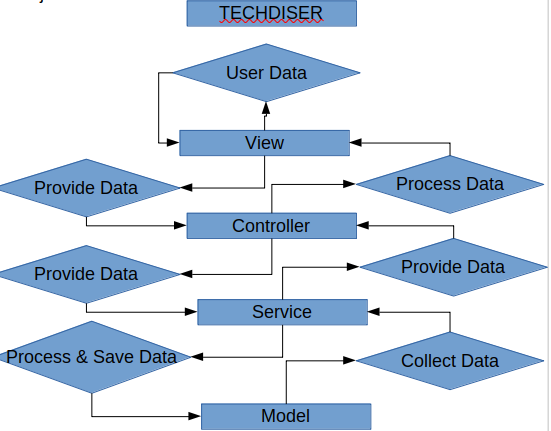 TECHDISER
User Data
View
Provide Data
Process Data
Controller
Provide Data
Provide Data
Service
Process & Save Data
Collect Data
Model